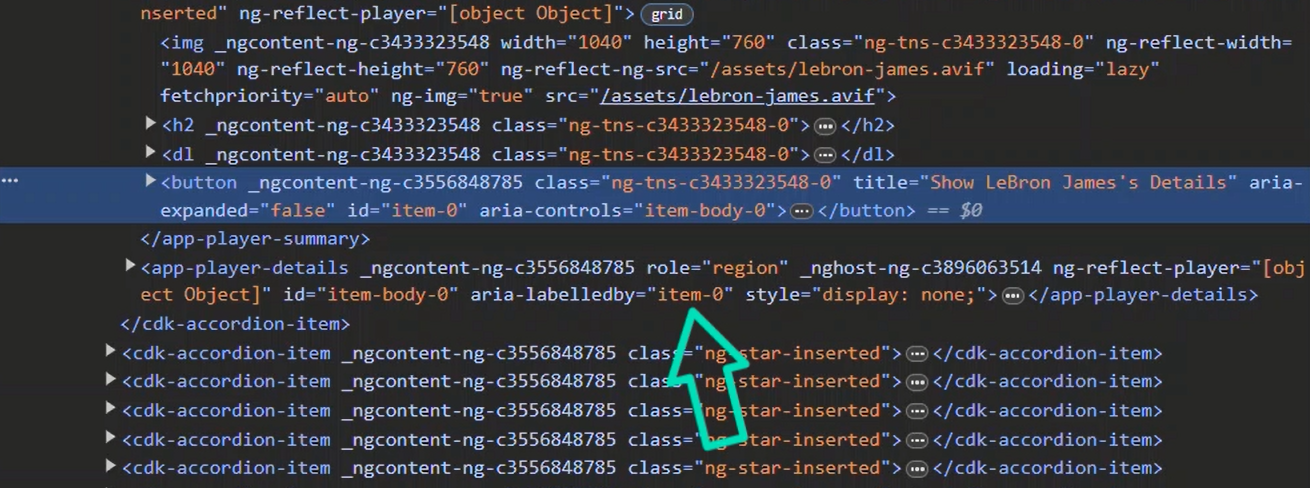 nserted" ng-reflect-player="[object Object]"> grid
<img _ngcontent-ng-c3433323548 width="1040" height="760" class="ng-tns-c3433323548-0" ng-reflect-width=
"1040" ng-reflect-height="760" ng-reflect-ng-src="/assets/lebron-james.avif" loading="lazy"
fetchpriority="auto" ng-img="true" src="/assets/lebron-james.avif">
▶<h2 _ngcontent-ng-c3433323548 class="ng-tns-c3433323548-0">…</h2>
▶<dl _ngcontent-ng-c3433323548 class="ng-tns-c3433323548-0">…</dl>
… ▶<button _ngcontent-ng-c3556848785 class="ng-tns-c3433323548-0" title="Show LeBron James's Details" aria-
expanded="false" id="item-0" aria-controls="item-body-0">…</button> == $0
</app-player-summary>
▶<app-player-details _ngcontent-ng-c3556848785 role="region" _nghost-ng-c3896063514 ng-reflect-player="[obj
ect Object]" id="item-body-0" aria-labelledby="item-0" style="display: none;">…</app-player-details>
</cdk-accordion-item>
▶<cdk-accordion-item _ngcontent-ng-c3556848785 class="ng-star-inserted">…</cdk-accordion-item>
▶<cdk-accordion-item _ngcontent-ng-c3556848785 class="ng-star-inserted">…</cdk-accordion-item>
▶<cdk-accordion-item _ngcontent-ng-c3556848785 class="ng-star-inserted">…</cdk-accordion-item>
▶<cdk-accordion-item _ngcontent-ng-c3556848785 class="ng-star-inserted">…</cdk-accordion-item>
▶<cdk-accordion-item _ngcontent-ng-c3556848785 class="ng-star-inserted">…</cdk-accordion-item>